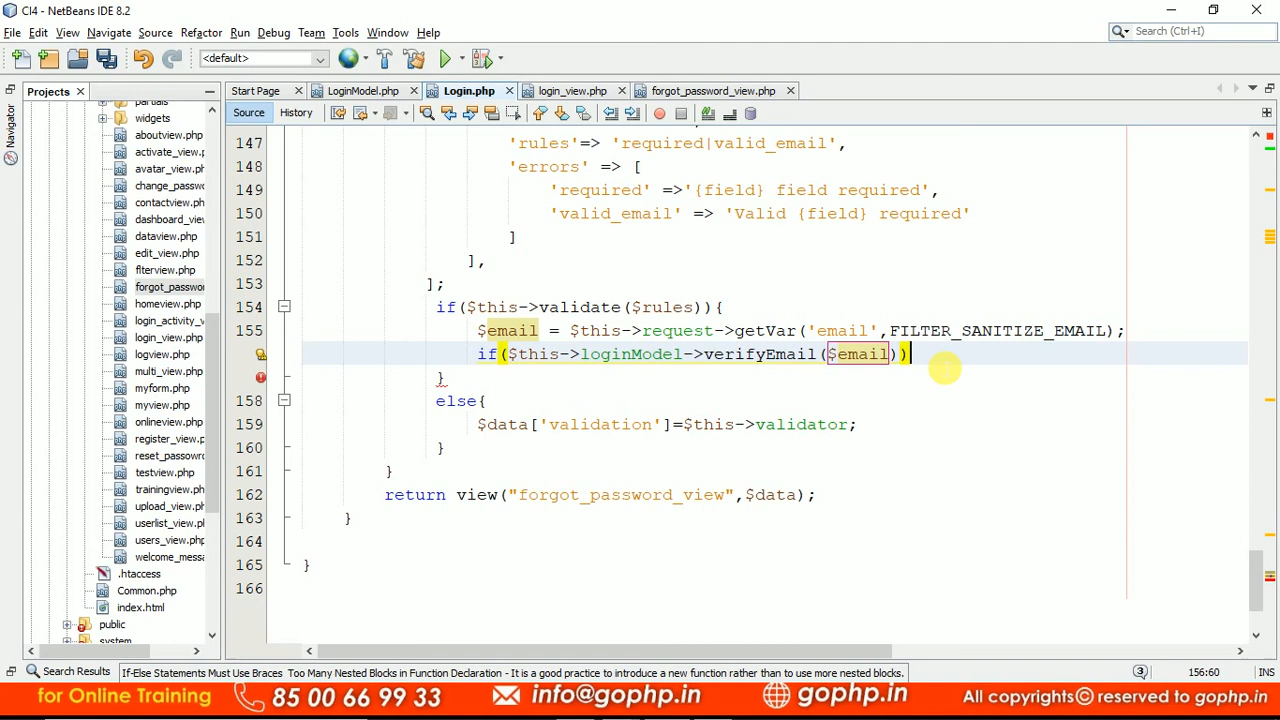 CI4 - NetBeans IDE 8.2
File Edit View Navigate Source Refactor Run Debug Team Tools Window Help
Search (Ctrl+I)
<default>
Projects
Start Page
LoginModel.php
Login.php
login_view.php
forgot_password_view.php
Navigator
Source History
partials
widgets
aboutview.php
activate_view.p
avatar_view.ph
change_passwo
contactview.ph
dashboard_viev
dataview.php
edit_view.php
flterview.php
forgot_passwo
homeview.php
login_activity_v
login_view.php
logview.php
multi_view.php
myform.php
myview.php
onlineview.php
register_view.p
reset_passowrd
testview.php
trainingview.ph
upload_view.ph
userlist_view.ph
users_view.php
welcome_messa
.htaccess
Common.php
index.html
public
system
147 'rules'=> 'required|valid_email',
148 'errors' => [
149 'required' =>'{field} field required',
150 'valid_email' => 'Valid {field} required'
151 ]
152 ],
153 ];
154 if($this->validate($rules)){
155 $email = $this->request->getVar('email',FILTER_SANITIZE_EMAIL);
if($this->loginModel->verifyEmail($email))
}
158 else{
159 $data['validation']=$this->validator;
160 }
161 }
162 return view("forgot_password_view",$data);
163 }
164
165 }
166
Search Results
If-Else Statements Must Use Braces Too Many Nested Blocks in Function Declaration - It is a good practice to introduce a new function rather than to use more nested blocks.
3
156:60
INS
for Online Training 85 00 66 99 33 info@gophp.in gophp.in All copyrights© reserved to gophp.in